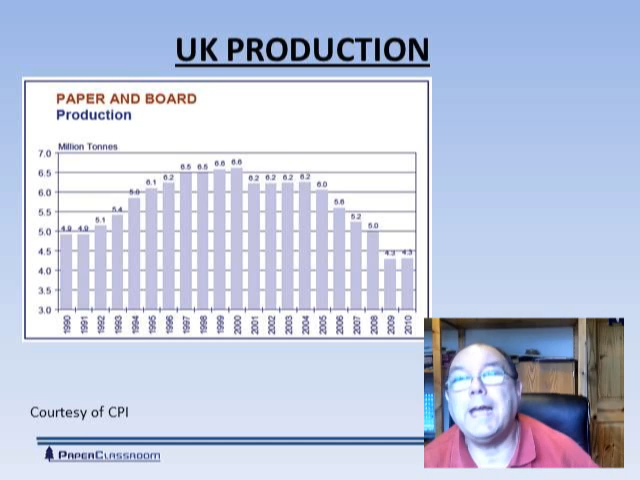 UK PRODUCTION
PAPER AND BOARD
Production
Million Tonnes
7.0
6.5
6.0
5.5
5.0
4.5
4.0
3.5
3.0
4.9 4.9 5.1 5.4 5.8 6.1 6.2 6.5 6.5 6.6 6.6 6.2 6.2 6.2 6.2 6.0 5.6 5.2 5.0 4.3 4.3
1990 1991 1992 1993 1994 1995 1996 1997 1998 1999 2000 2001 2002 2003 2004 2005 2006 2007 2008 2009 2010
Courtesy of CPI
PAPERCLASSROOM